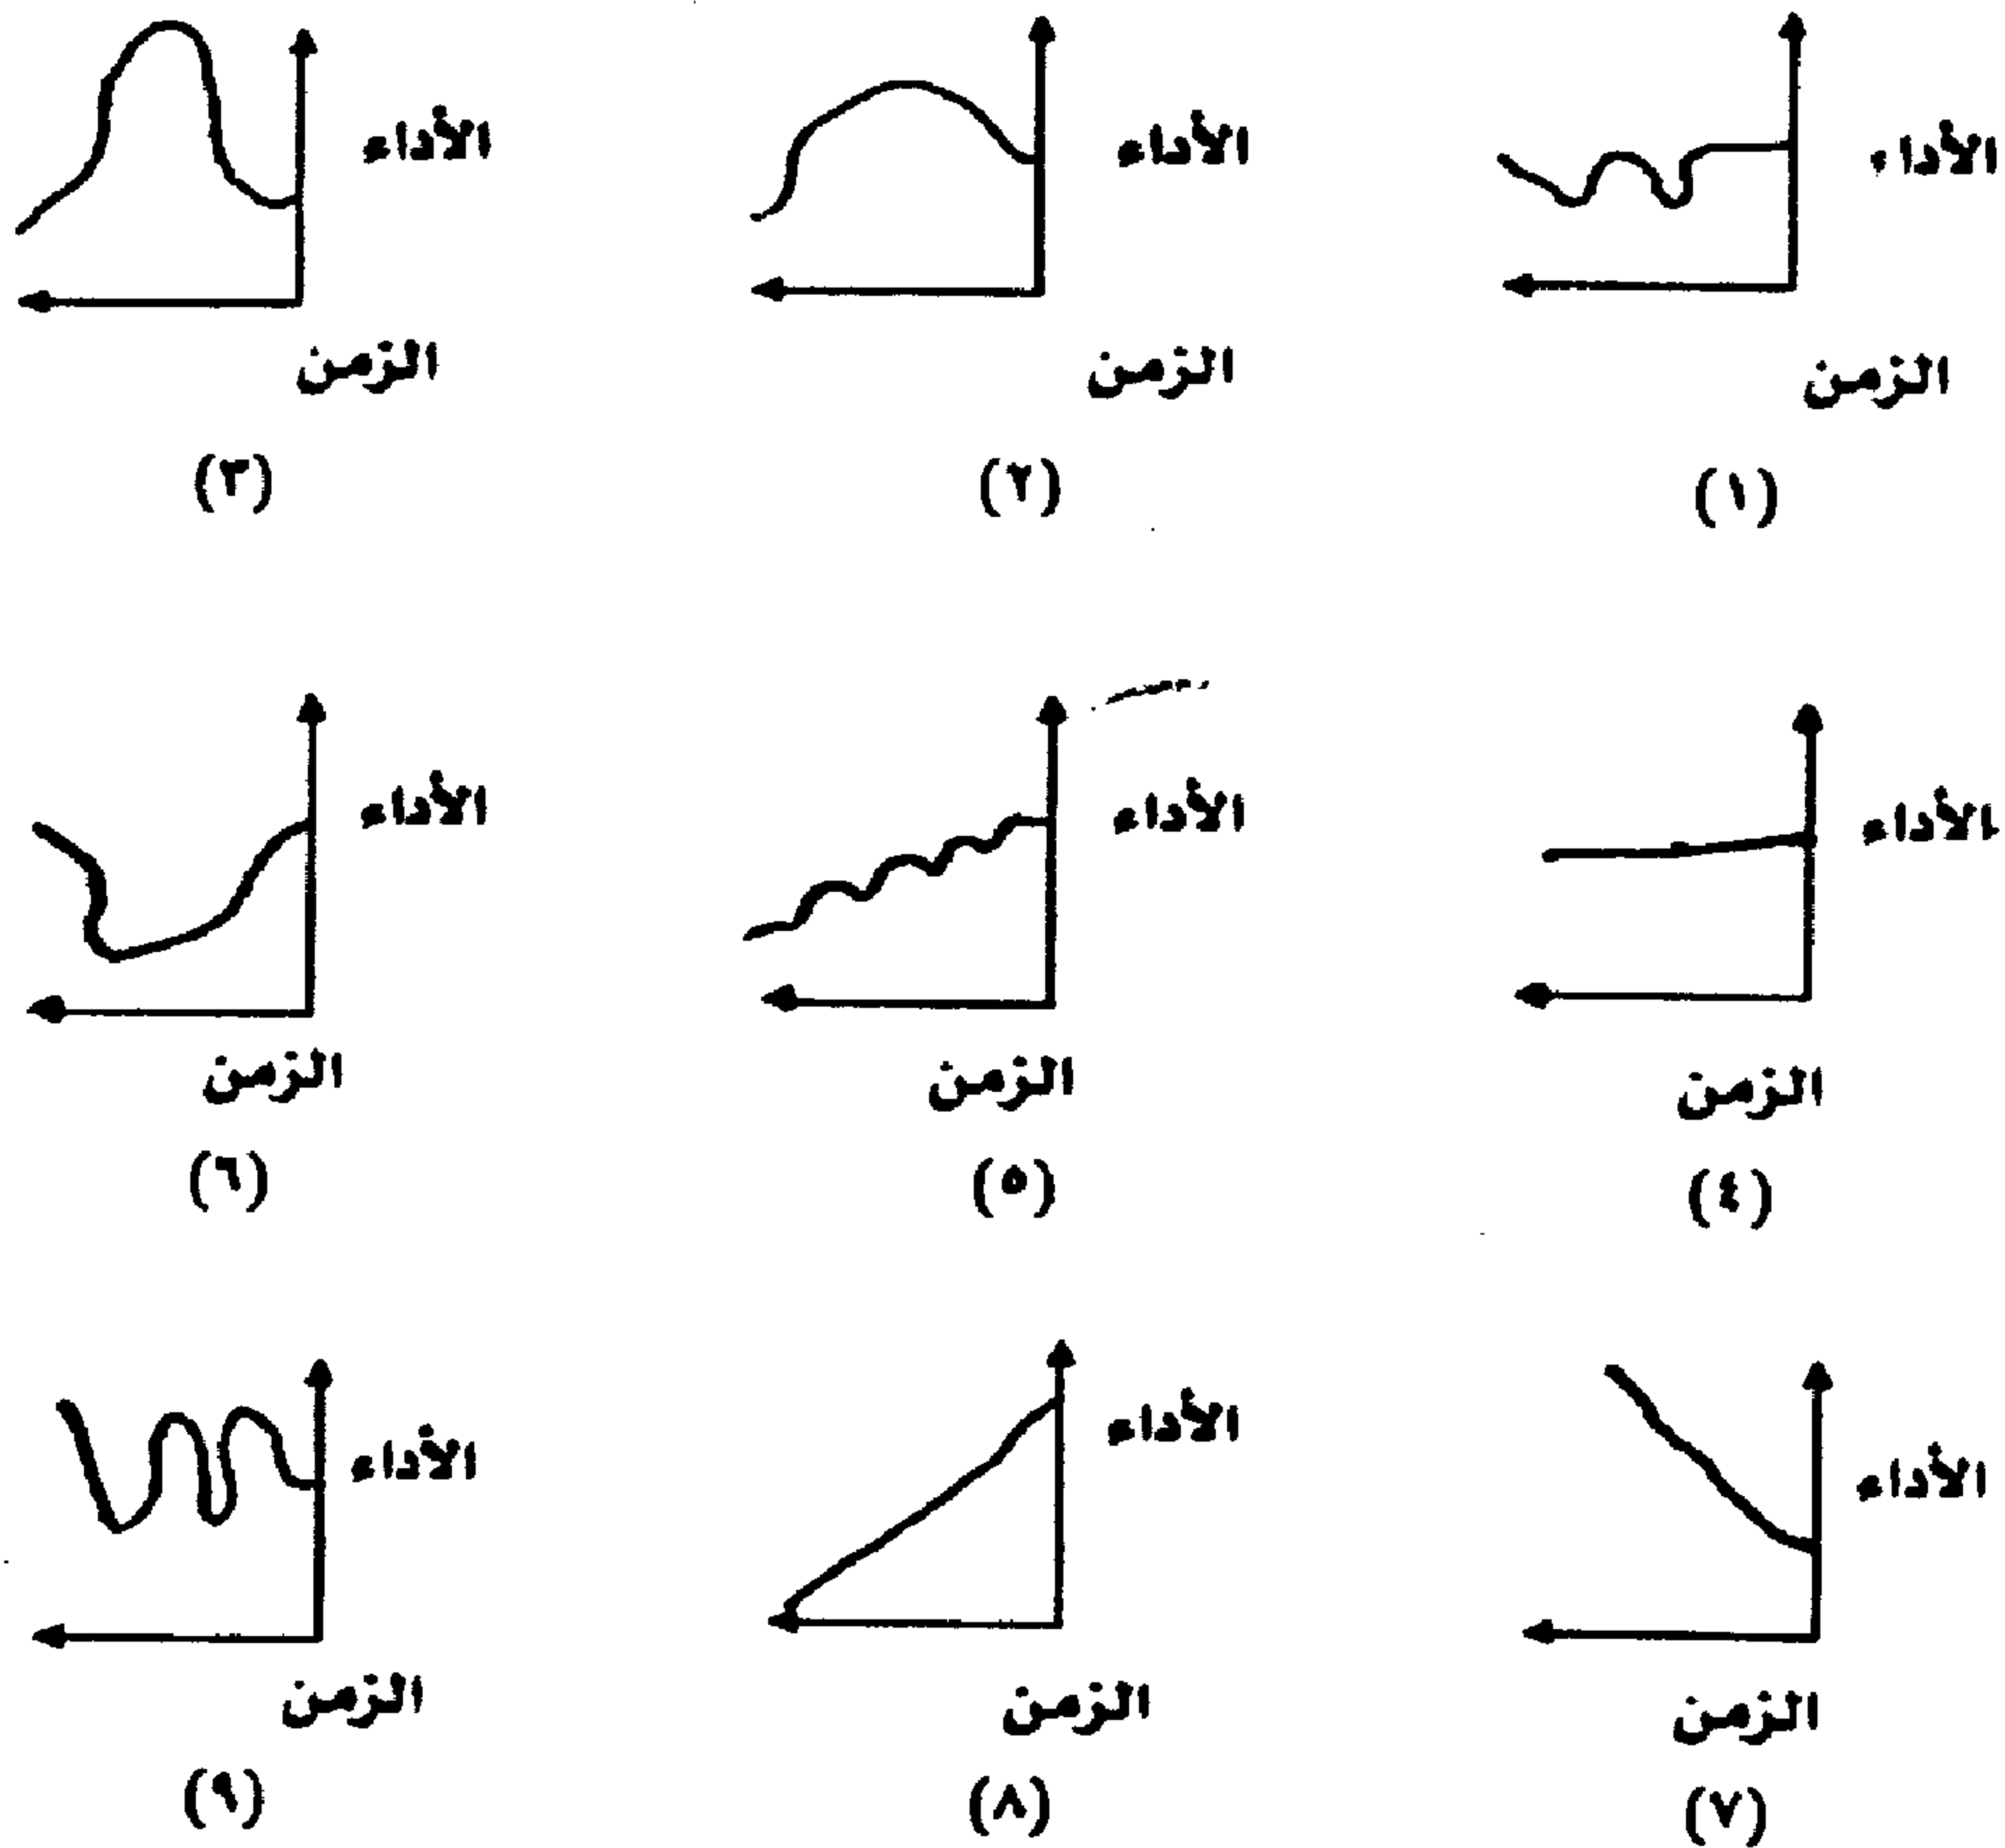 الأداء
الزمن
(١)
الأداء
الزمن
(٢)
الأداء
الزمن
(٣)
الأداء
الزمن
(٤)
الأداء
الزمن
(٥)
الأداء
الزمن
(٦)
الأداء
الزمن
(٧)
الأداء
الزمن
(٨)
الأداء
الزمن
(٩)